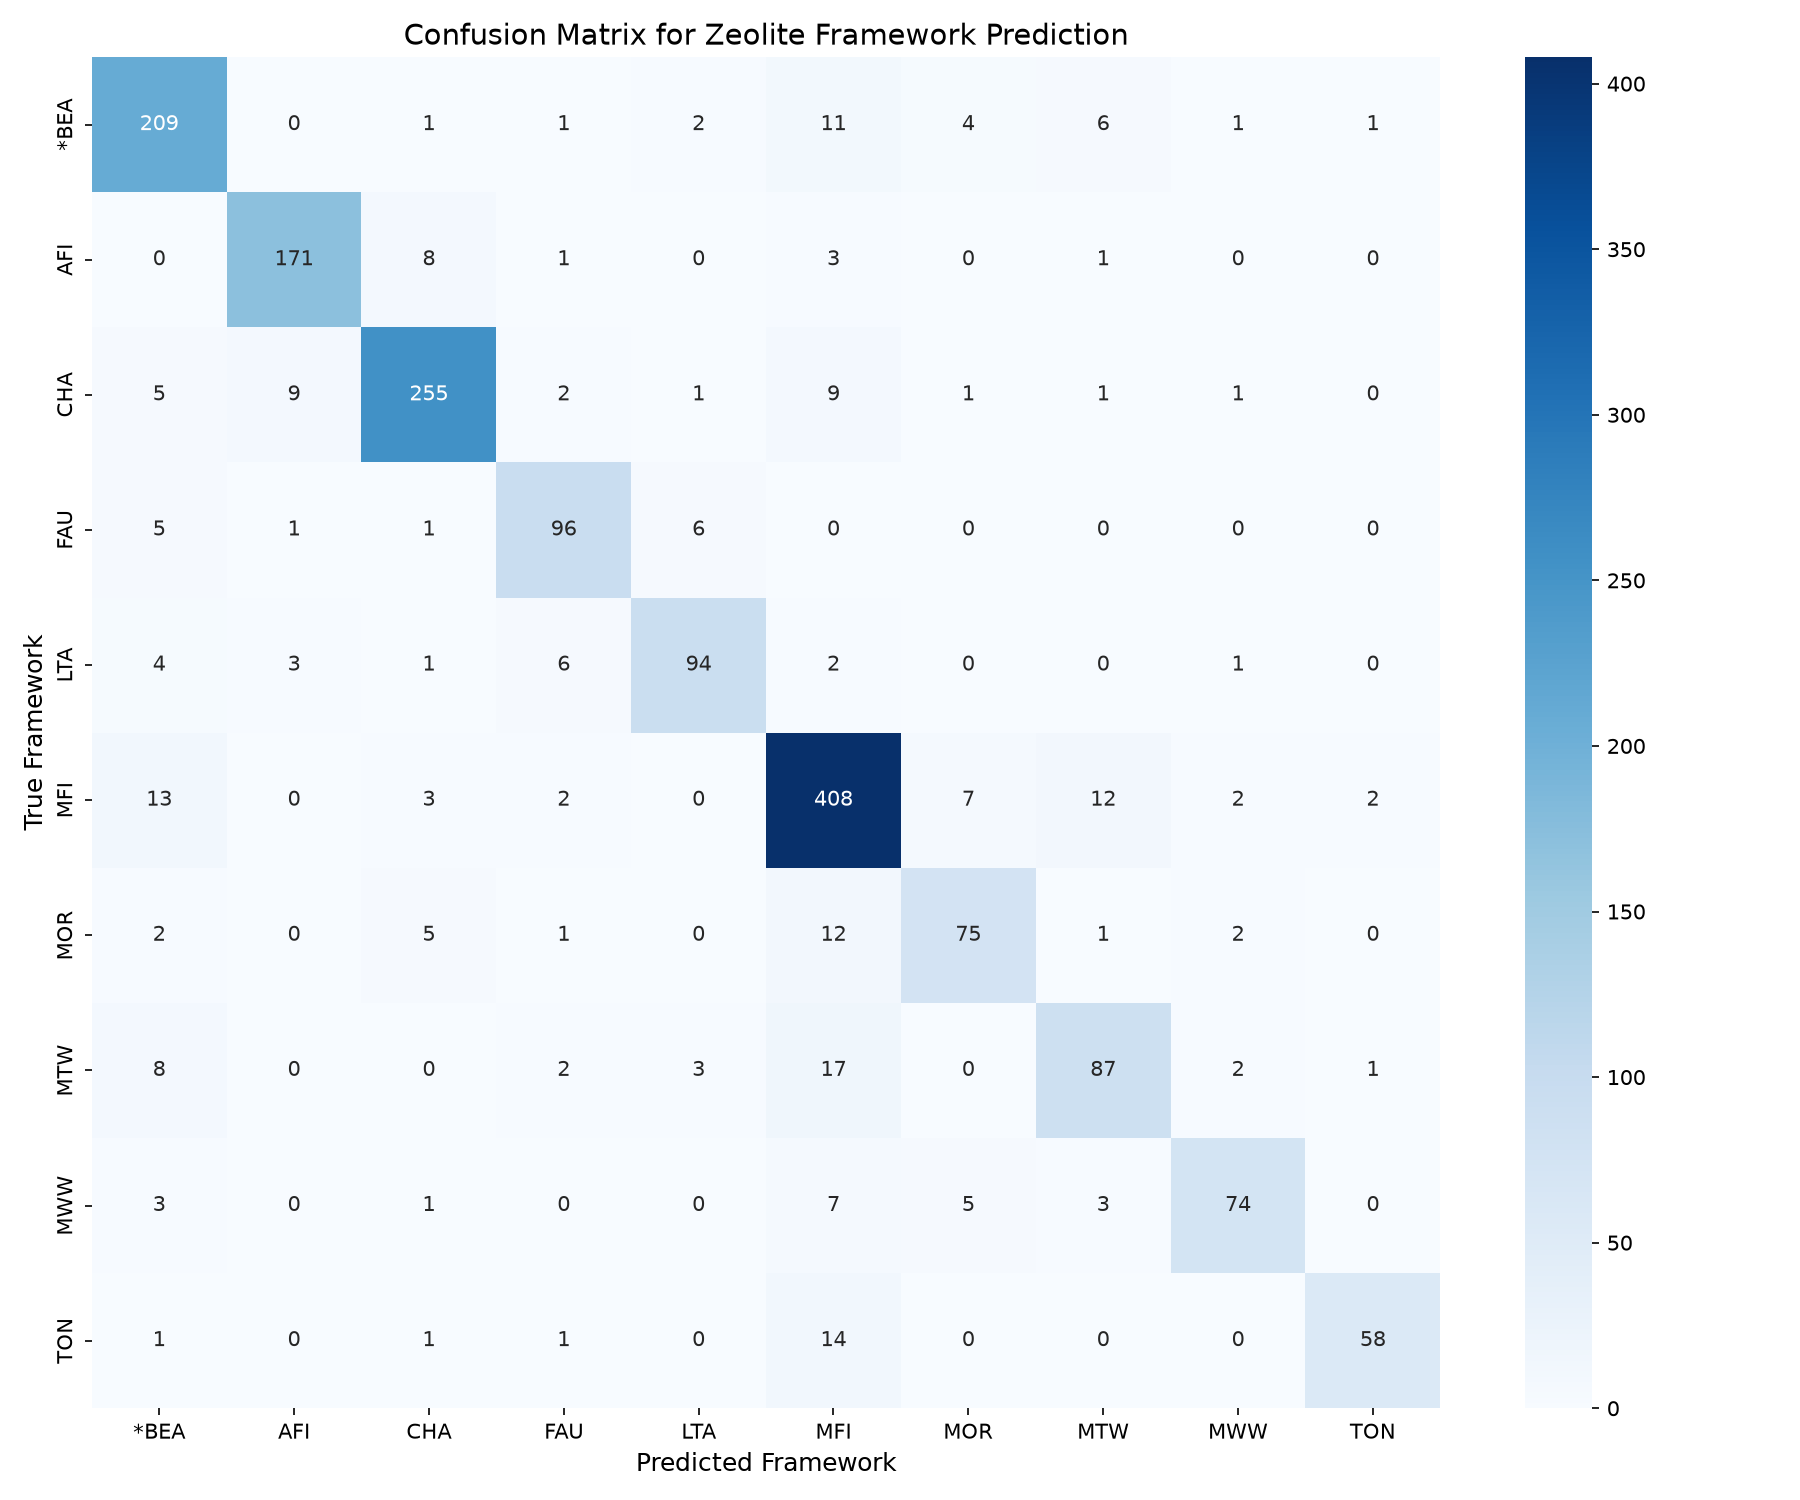 Confusion Matrix for Zeolite Framework Prediction
*BEA 209 0 1 1 2 11 4 6 1 1
AFI 0 171 8 1 0 3 0 1 0 0
CHA 5 9 255 2 1 9 1 1 1 0
FAU 5 1 1 96 6 0 0 0 0 0
LTA 4 3 1 6 94 2 0 0 1 0
MFI 13 0 3 2 0 408 7 12 2 2
MOR 2 0 5 1 0 12 75 1 2 0
MTW 8 0 0 2 3 17 0 87 2 1
MWW 3 0 1 0 0 7 5 3 74 0
TON 1 0 1 1 0 14 0 0 0 58
*BEA AFI CHA FAU LTA MFI MOR MTW MWW TON
Predicted Framework
True Framework
400
350
300
250
200
150
100
50
0